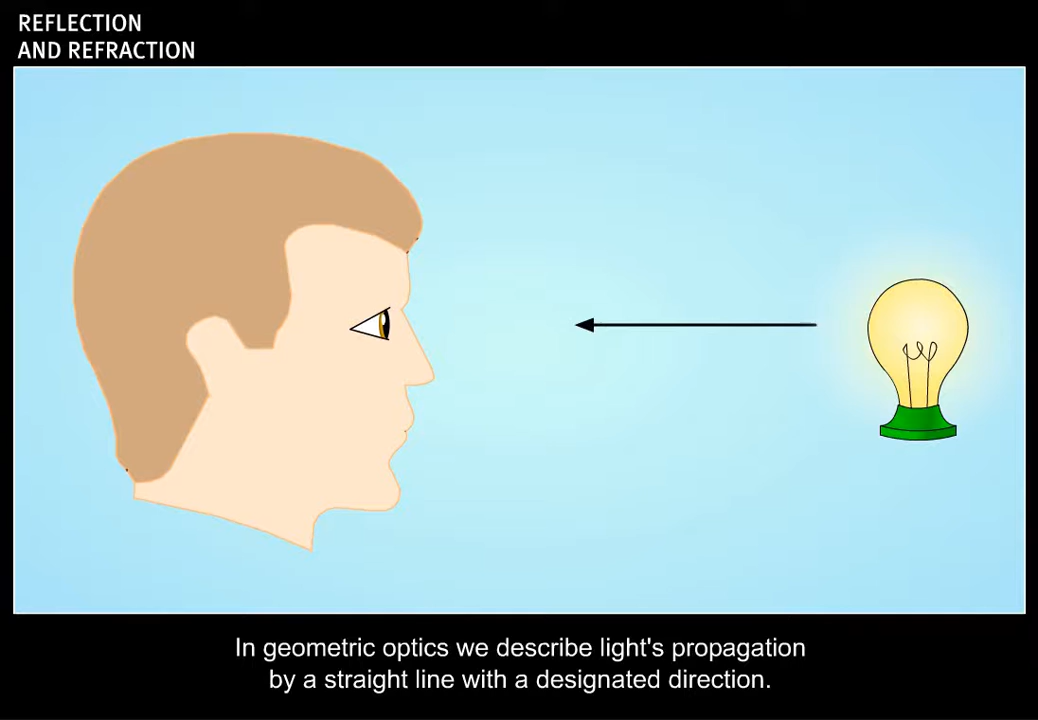 REFLECTION
AND REFRACTION
In geometric optics we describe light's propagation
by a straight line with a designated direction.